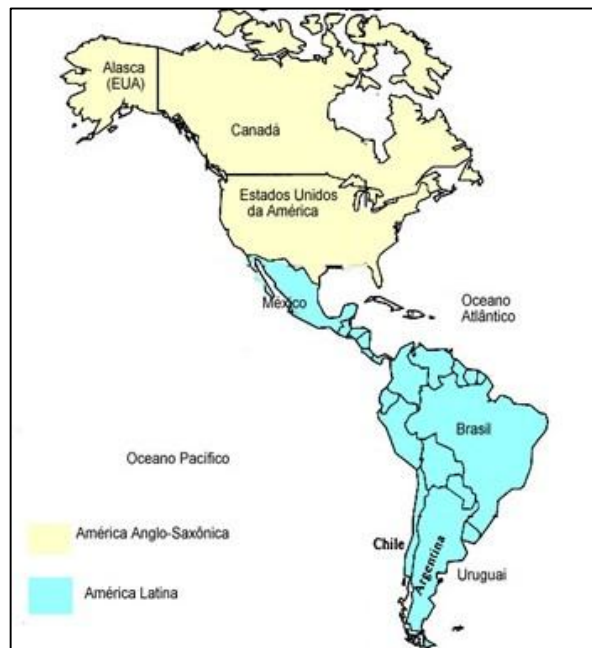 Alasca
(EUA)
Canadá
Estados Unidos
da América
México
Oceano
Atlântico
Brasil
Oceano Pacífico
América Anglo-Saxônica
Chile
Argentina
Uruguai
América Latina